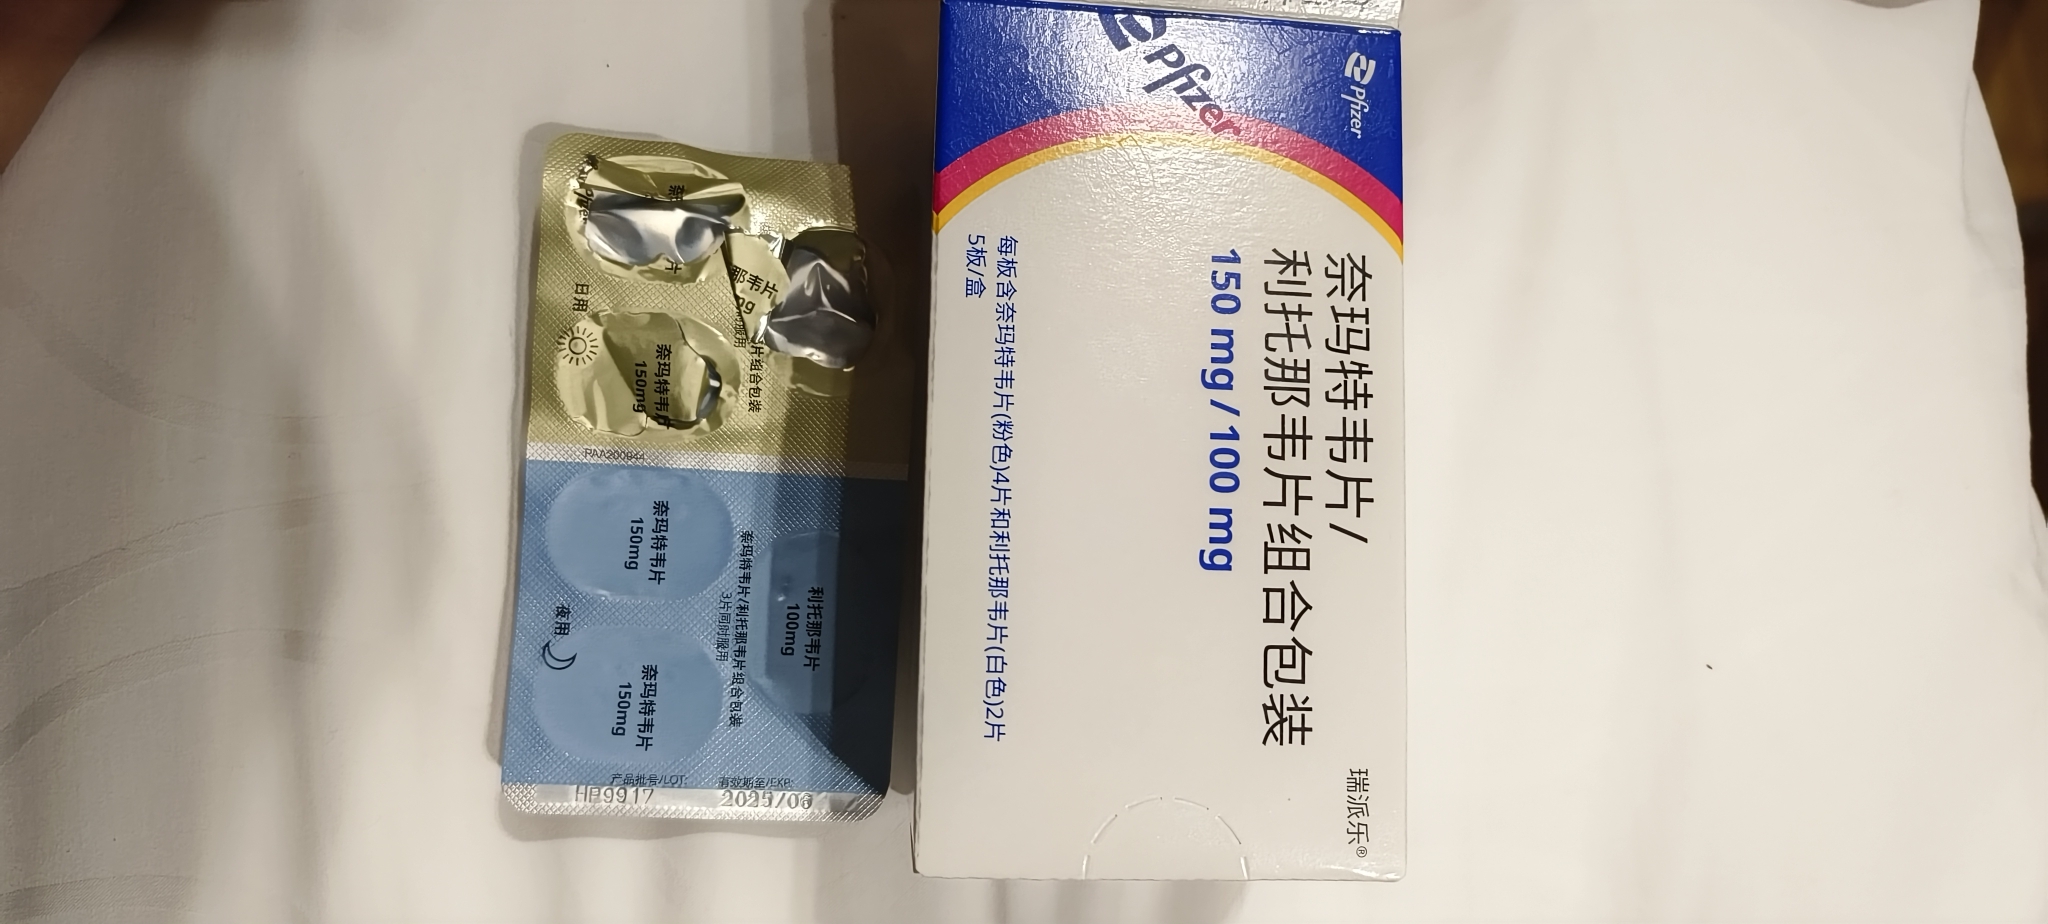 Pfizer
Pfizer
奈玛特韦片/
利托那韦片组合包装
150 mg / 100 mg
每板含奈玛特韦片(粉色)4片和利托那韦片(白色)2片
5板/盒
瑞派乐®
奈
片
那韦片
日用
奈玛特韦片
150mg
片组合包装
PAA200944
奈玛特韦片
150mg
利托那韦片
100mg
奈玛特韦片/利托那韦片组合包装
3片同时服用
夜用
奈玛特韦片
150mg
产品批号/LOT:
有效期至/EXP:
HP9917
2025/06